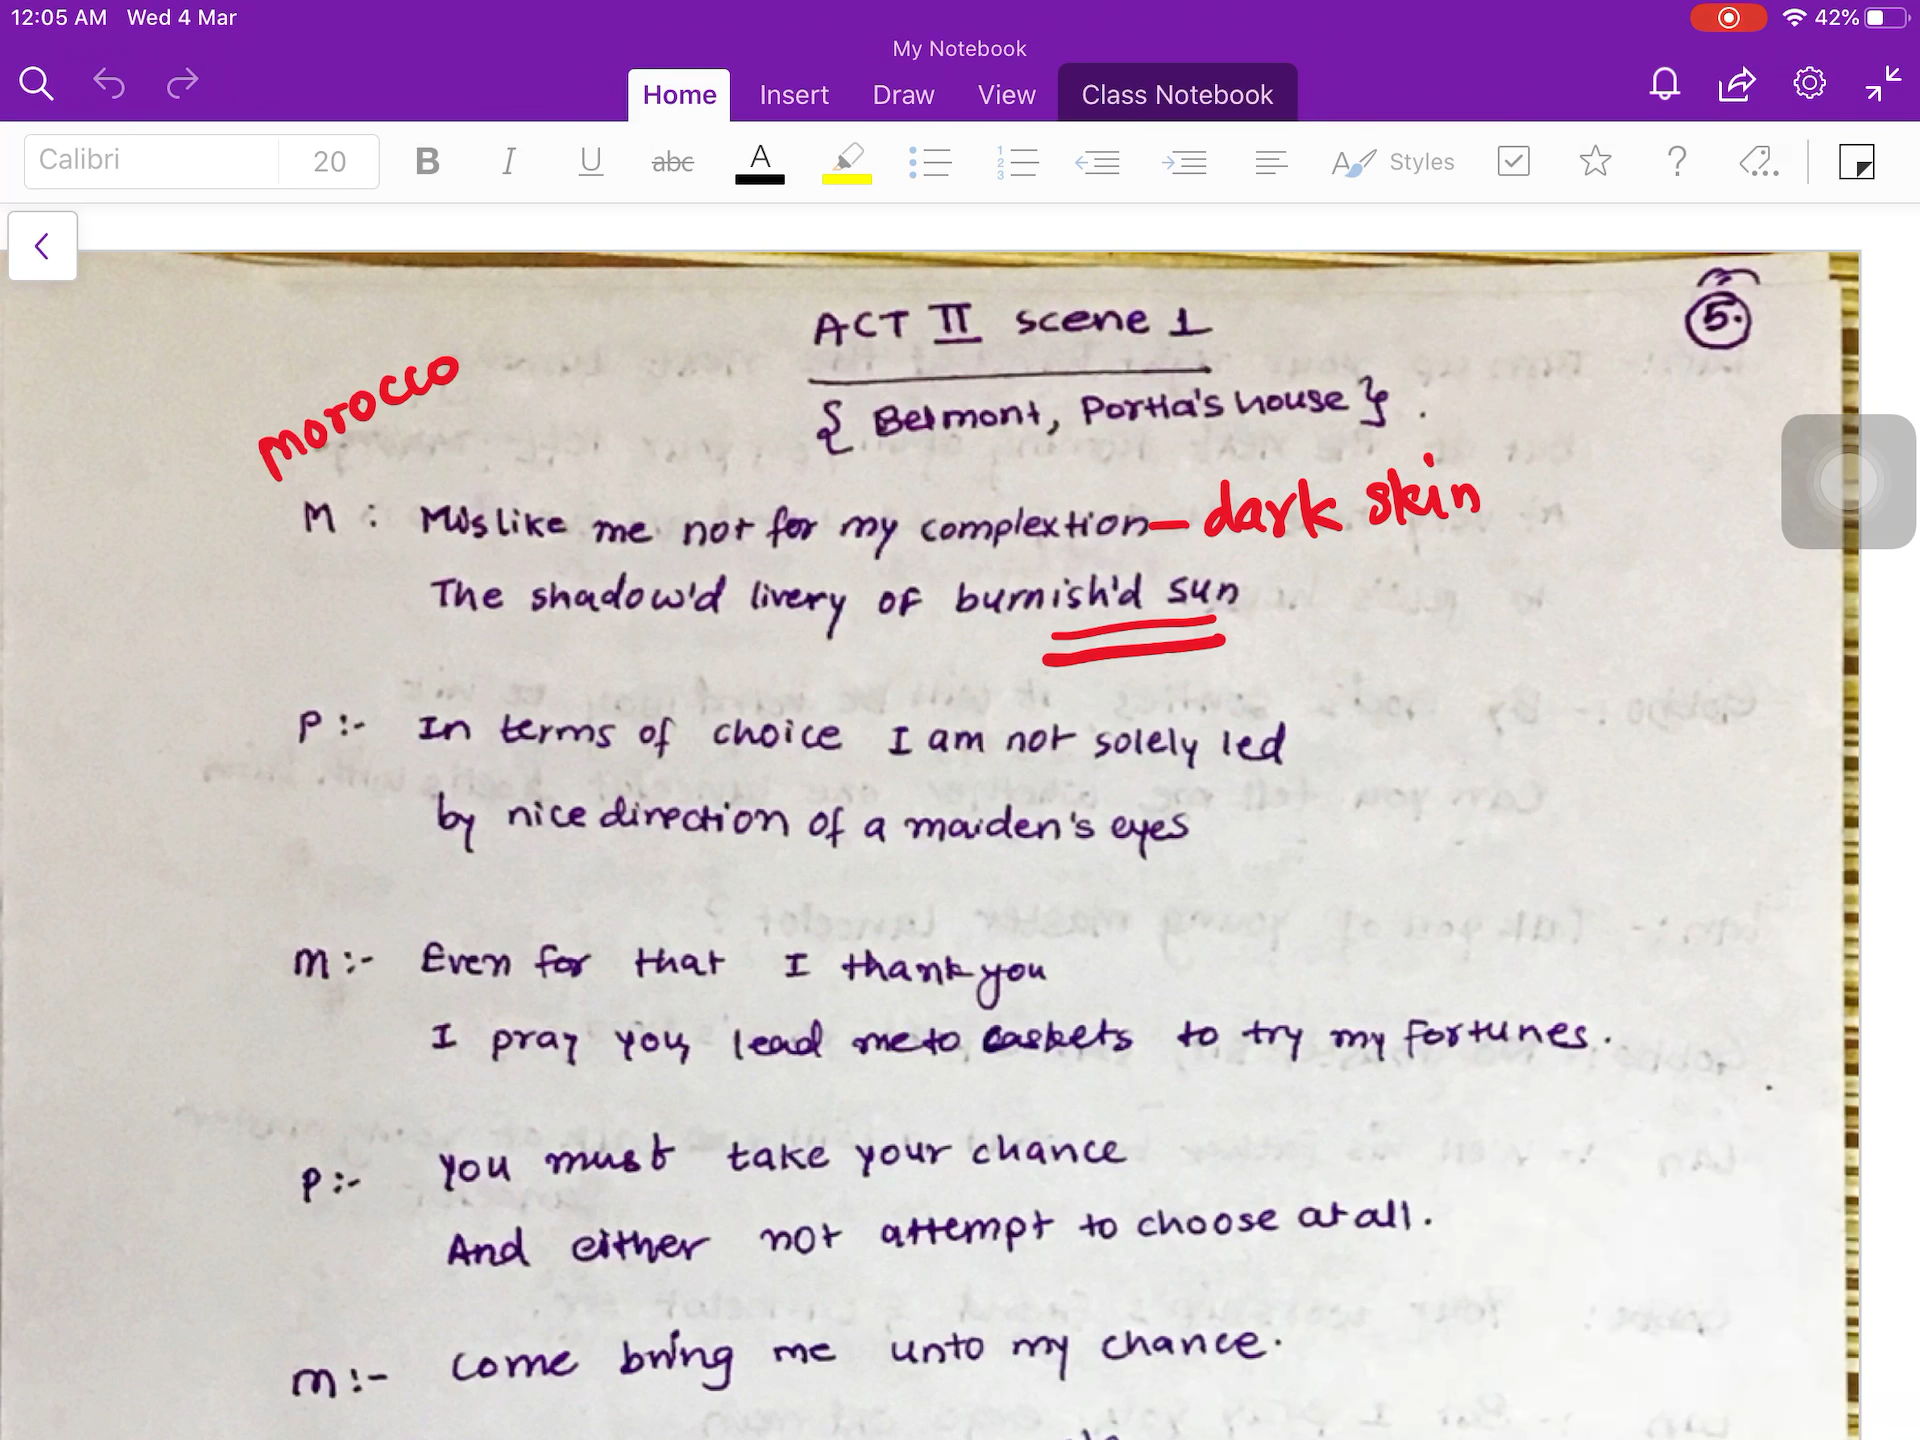 12:05 AM Wed 4 Mar
42%
My Notebook
Home Insert Draw View Class Notebook
Calibri 20 B I U abc A Styles
ACT II scene 1
5.
{ Belmont, Portia's house } .
morocco
M : Mislike me not for my complextion — dark skin
The shadow'd livery of burnish'd sun
P :- In terms of choice I am not solely led
by nice direction of a maiden's eyes
m :- Even for that I thank you
I pray you, lead me to caskets to try my fortunes.
P :- you must take your chance
And either not attempt to choose at all.
m :- come bring me unto my chance.